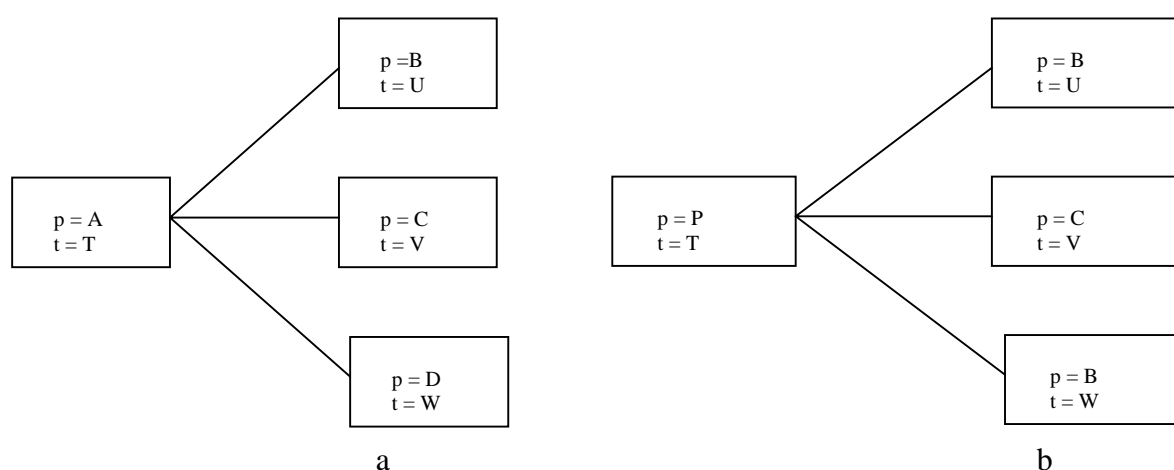 p =B
t = U
p = A
t = T
p = C
t = V
p = D
t = W
a
p = B
t = U
p = P
t = T
p = C
t = V
p = B
t = W
b